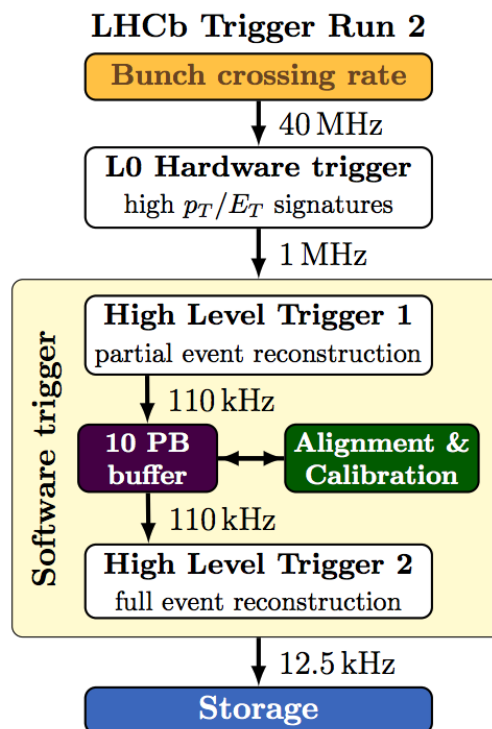 LHCb Trigger Run 2
Bunch crossing rate
40 MHz
L0 Hardware trigger
high p_T/E_T signatures
1 MHz
Software trigger
High Level Trigger 1
partial event reconstruction
110 kHz
10 PB
buffer
Alignment &
Calibration
110 kHz
High Level Trigger 2
full event reconstruction
12.5 kHz
Storage